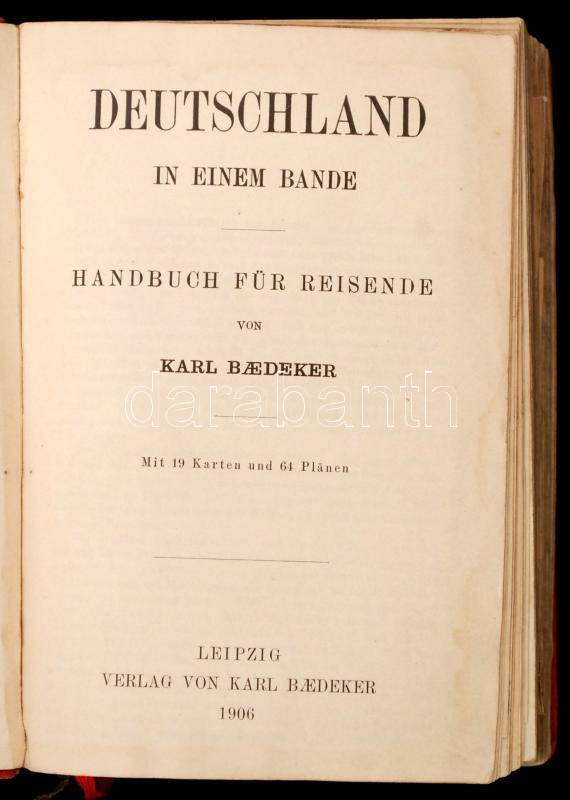 DEUTSCHLAND
IN EINEM BANDE
HANDBUCH FÜR REISENDE
VON
KARL BÆDEKER
darabanth
Mit 19 Karten und 64 Plänen
LEIPZIG
VERLAG VON KARL BÆDEKER
1906